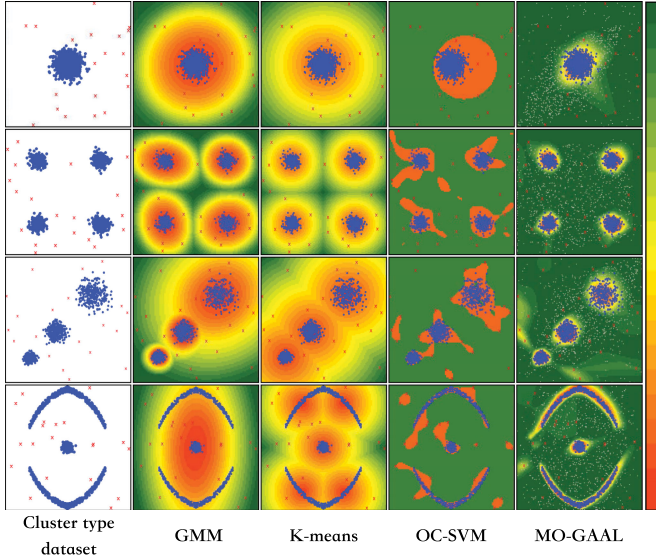 Cluster type
dataset
GMM
K-means
OC-SVM
MO-GAAL